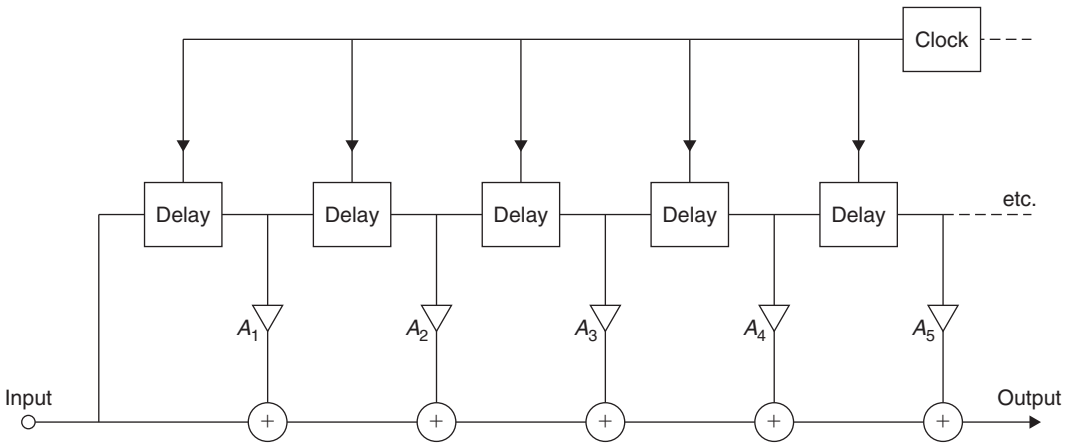 Clock
Delay Delay Delay Delay Delay etc.
A₁ A₂ A₃ A₄ A₅
Input + + + + + Output